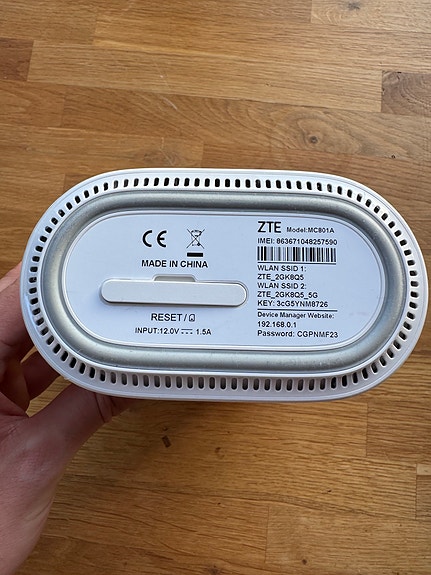 ZTE Model:MC801A
IMEI: 863671048257590
WLAN SSID 1:
ZTE_2GK8Q5
WLAN SSID 2:
ZTE_2GK8Q5_5G
KEY: 3cG5YNM8726
Device Manager Website:
192.168.0.1
Password: CGPNMF23
CE
MADE IN CHINA
RESET/
INPUT:12.0V 1.5A